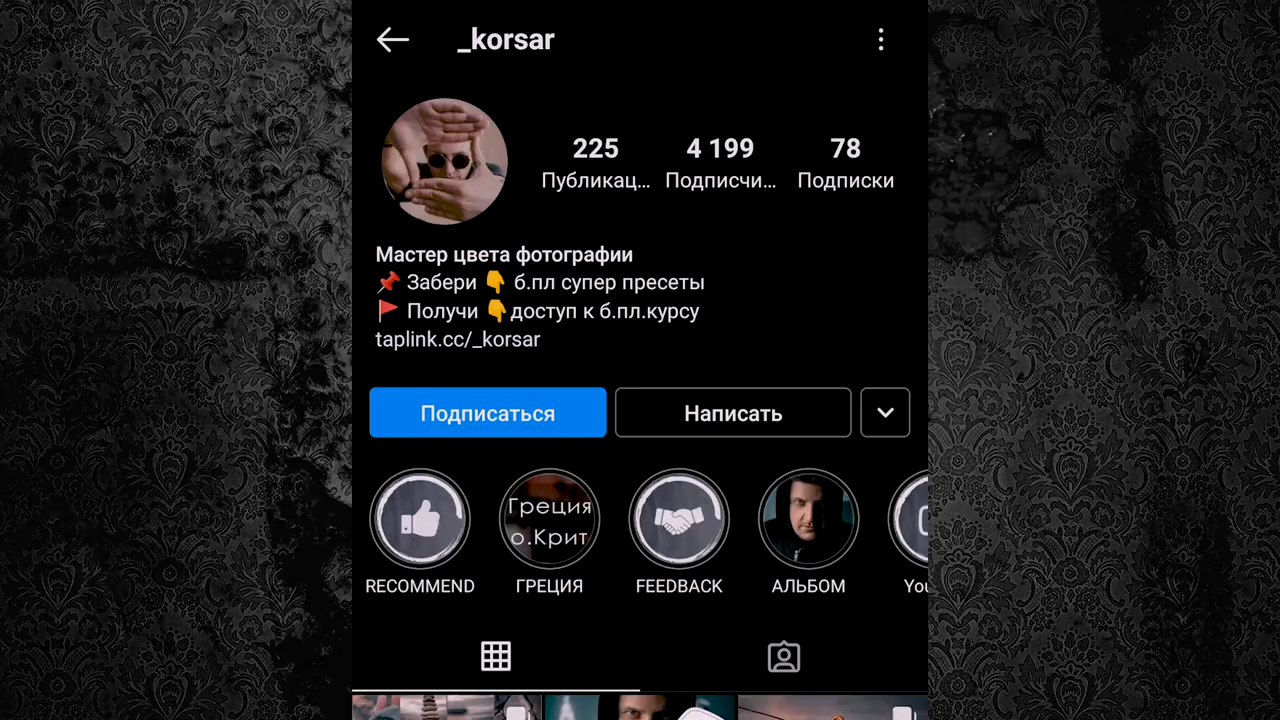 _korsar
225 4 199 78
Публикац... Подписчи... Подписки
Мастер цвета фотографии
📌 Забери 👇 б.пл супер пресеты
🚩 Получи 👇доступ к б.пл.курсу
taplink.cc/_korsar
Подписаться Написать
Греция
о.Крит
RECOMMEND ГРЕЦИЯ FEEDBACK АЛЬБОМ You